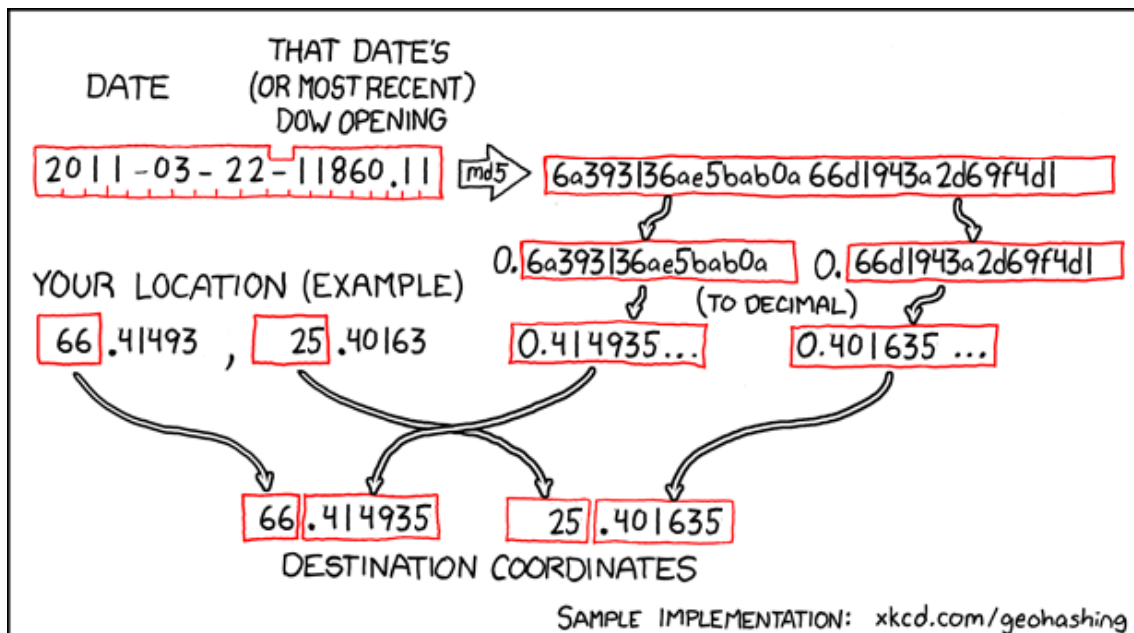 DATE
THAT DATE'S
(OR MOST RECENT)
DOW OPENING
2011-03-22-11860.11
md5
6a393136ae5bab0a66d1943a2d69f4d1
0.6a393136ae5bab0a
0.66d1943a2d69f4d1
(TO DECIMAL)
YOUR LOCATION (EXAMPLE)
66.41493, 25.40163
0.414935...
0.401635...
66.414935
25.401635
DESTINATION COORDINATES
SAMPLE IMPLEMENTATION: xkcd.com/geohashing